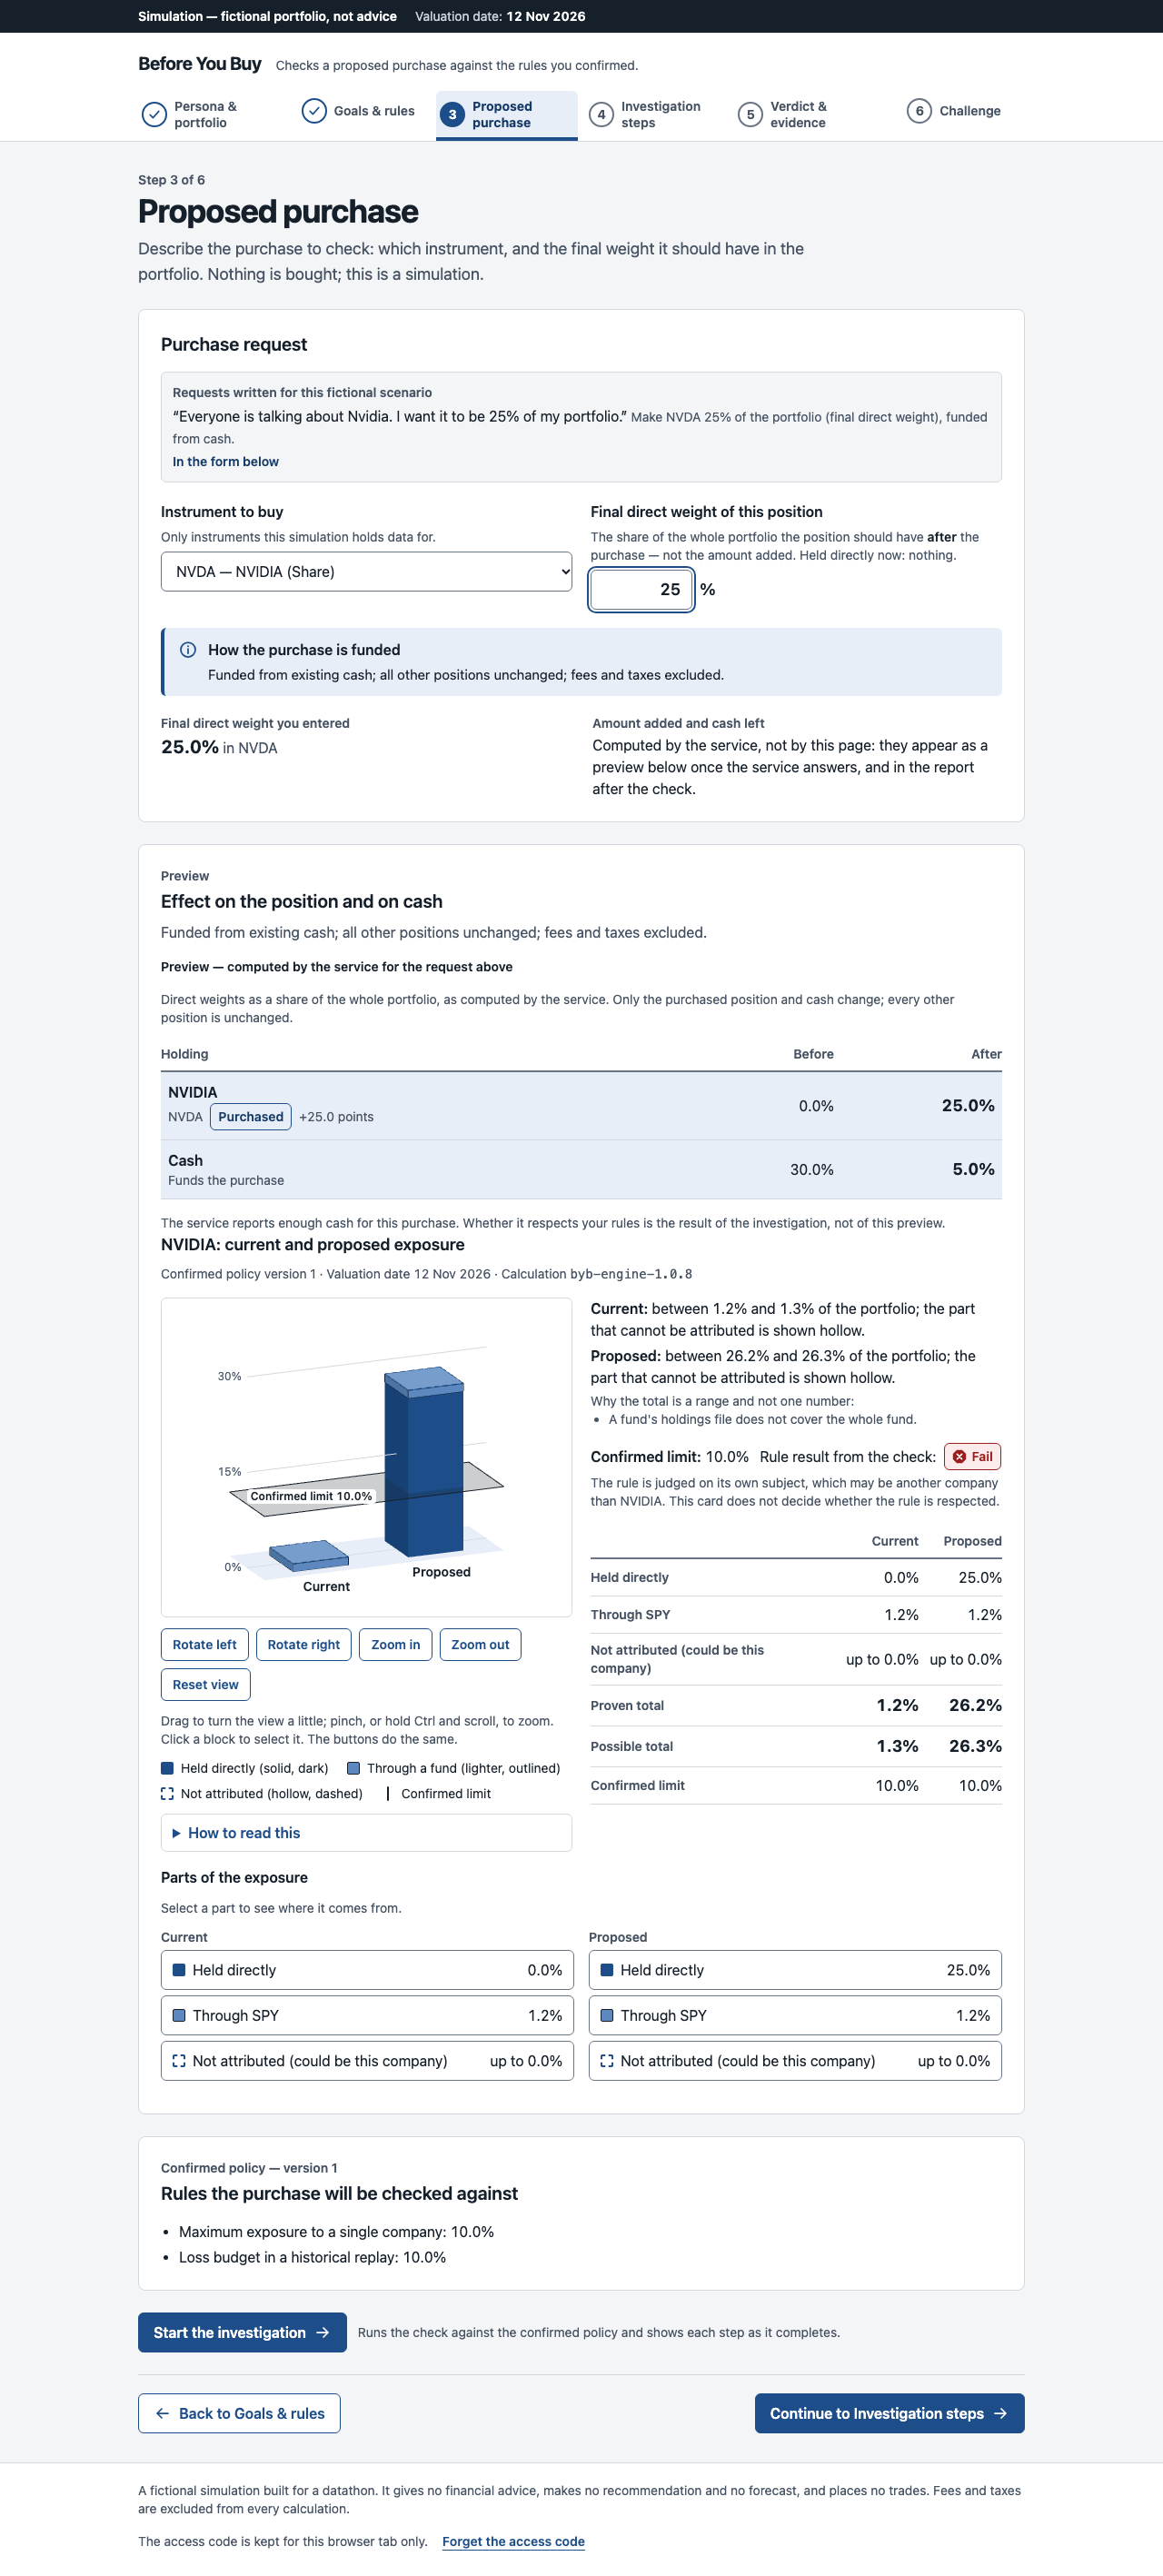 Simulation — fictional portfolio, not advice Valuation date: 12 Nov 2026
Before You Buy Checks a proposed purchase against the rules you confirmed.
Persona & portfolio
Goals & rules
3 Proposed purchase
4 Investigation steps
5 Verdict & evidence
6 Challenge
Step 3 of 6
Proposed purchase
Describe the purchase to check: which instrument, and the final weight it should have in the
portfolio. Nothing is bought; this is a simulation.
Purchase request
Requests written for this fictional scenario
“Everyone is talking about Nvidia. I want it to be 25% of my portfolio.” Make NVDA 25% of the portfolio (final direct weight), funded
from cash.
In the form below
Instrument to buy
Only instruments this simulation holds data for.
NVDA — NVIDIA (Share)
Final direct weight of this position
The share of the whole portfolio the position should have after the
purchase — not the amount added. Held directly now: nothing.
25 %
How the purchase is funded
Funded from existing cash; all other positions unchanged; fees and taxes excluded.
Final direct weight you entered
25.0% in NVDA
Amount added and cash left
Computed by the service, not by this page: they appear as a
preview below once the service answers, and in the report
after the check.
Preview
Effect on the position and on cash
Funded from existing cash; all other positions unchanged; fees and taxes excluded.
Preview — computed by the service for the request above
Direct weights as a share of the whole portfolio, as computed by the service. Only the purchased position and cash change; every other
position is unchanged.
Holding Before After
NVIDIA
NVDA Purchased +25.0 points 0.0% 25.0%
Cash
Funds the purchase 30.0% 5.0%
The service reports enough cash for this purchase. Whether it respects your rules is the result of the investigation, not of this preview.
NVIDIA: current and proposed exposure
Confirmed policy version 1 · Valuation date 12 Nov 2026 · Calculation byb-engine-1.0.8
30%
15%
Confirmed limit 10.0%
0%
Current
Proposed
Rotate left Rotate right Zoom in Zoom out
Reset view
Drag to turn the view a little; pinch, or hold Ctrl and scroll, to zoom.
Click a block to select it. The buttons do the same.
Held directly (solid, dark) Through a fund (lighter, outlined)
Not attributed (hollow, dashed) Confirmed limit
How to read this
Current: between 1.2% and 1.3% of the portfolio; the part
that cannot be attributed is shown hollow.
Proposed: between 26.2% and 26.3% of the portfolio; the
part that cannot be attributed is shown hollow.
Why the total is a range and not one number:
• A fund's holdings file does not cover the whole fund.
Confirmed limit: 10.0% Rule result from the check: Fail
The rule is judged on its own subject, which may be another company
than NVIDIA. This card does not decide whether the rule is respected.
Current Proposed
Held directly 0.0% 25.0%
Through SPY 1.2% 1.2%
Not attributed (could be this
company) up to 0.0% up to 0.0%
Proven total 1.2% 26.2%
Possible total 1.3% 26.3%
Confirmed limit 10.0% 10.0%
Parts of the exposure
Select a part to see where it comes from.
Current
Held directly 0.0%
Through SPY 1.2%
Not attributed (could be this company) up to 0.0%
Proposed
Held directly 25.0%
Through SPY 1.2%
Not attributed (could be this company) up to 0.0%
Confirmed policy — version 1
Rules the purchase will be checked against
• Maximum exposure to a single company: 10.0%
• Loss budget in a historical replay: 10.0%
Start the investigation → Runs the check against the confirmed policy and shows each step as it completes.
← Back to Goals & rules
Continue to Investigation steps →
A fictional simulation built for a datathon. It gives no financial advice, makes no recommendation and no forecast, and places no trades. Fees and taxes
are excluded from every calculation.
The access code is kept for this browser tab only. Forget the access code